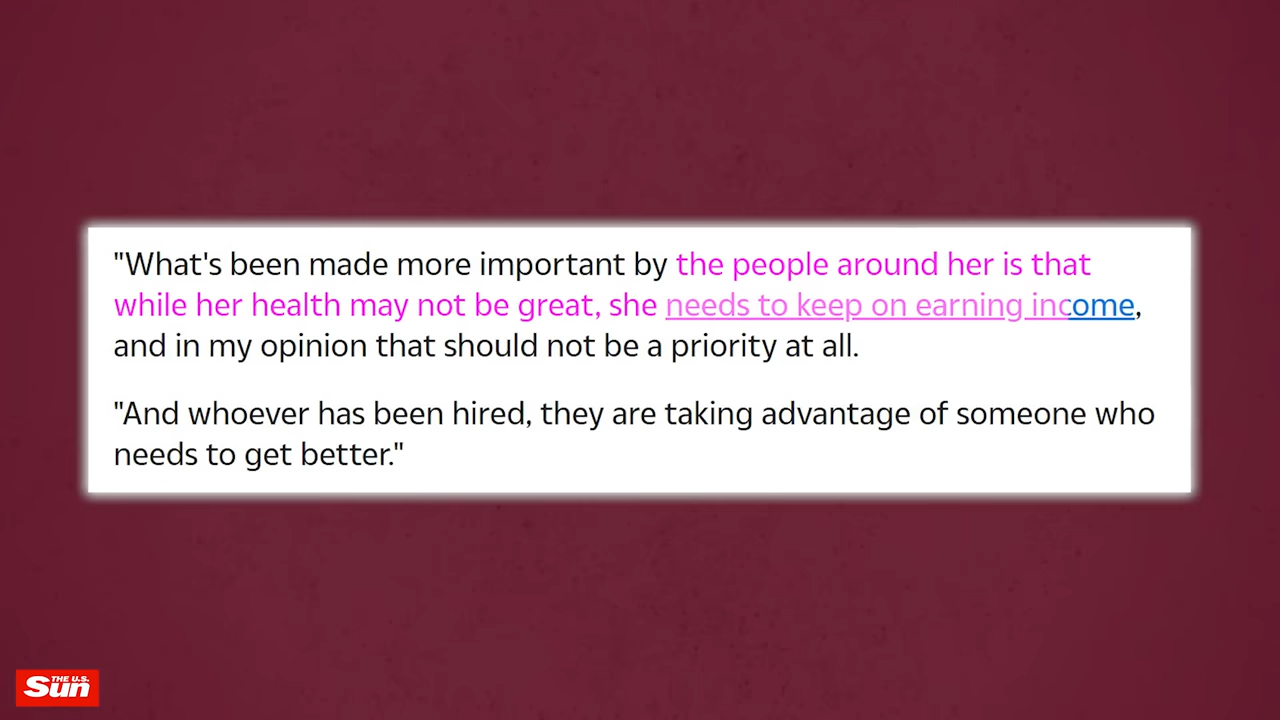 "What's been made more important by the people around her is that
while her health may not be great, she needs to keep on earning income,
and in my opinion that should not be a priority at all.
"And whoever has been hired, they are taking advantage of someone who
needs to get better."
THE U.S.
Sun